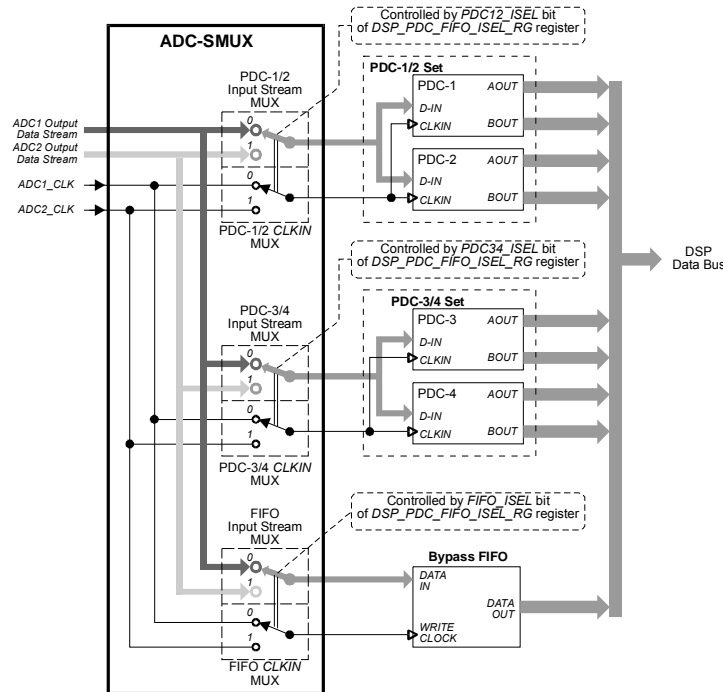 Controlled by PDC12_ISEL bit
of DSP_PDC_FIFO_ISEL_RG register
ADC-SMUX
PDC-1/2
Input Stream
MUX
0
1
0
1
PDC-1/2 CLKIN
MUX
ADC1 Output
Data Stream
ADC2 Output
Data Stream
ADC1_CLK
ADC2_CLK
PDC-1/2 Set
PDC-1
AOUT
D-IN
BOUT
CLKIN
PDC-2
AOUT
D-IN
BOUT
CLKIN
Controlled by PDC34_ISEL bit
of DSP_PDC_FIFO_ISEL_RG register
DSP
Data Bus
PDC-3/4
Input Stream
MUX
0
1
0
1
PDC-3/4 CLKIN
MUX
PDC-3/4 Set
PDC-3
AOUT
D-IN
BOUT
CLKIN
PDC-4
AOUT
D-IN
BOUT
CLKIN
Controlled by FIFO_ISEL bit
of DSP_PDC_FIFO_ISEL_RG register
FIFO
Input Stream
MUX
0
1
0
1
FIFO CLKIN
MUX
Bypass FIFO
DATA
IN
DATA
OUT
WRITE
CLOCK